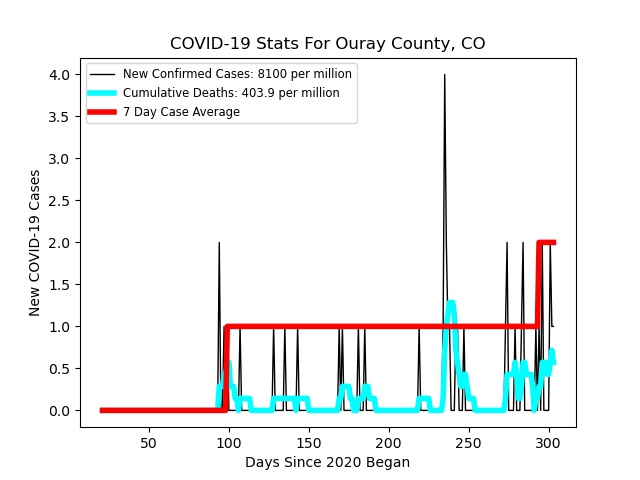 COVID-19 Stats For Ouray County, CO
New Confirmed Cases: 8100 per million
Cumulative Deaths: 403.9 per million
7 Day Case Average
4.0
3.5
3.0
2.5
2.0
1.5
1.0
0.5
0.0
New COVID-19 Cases
50 100 150 200 250 300
Days Since 2020 Began